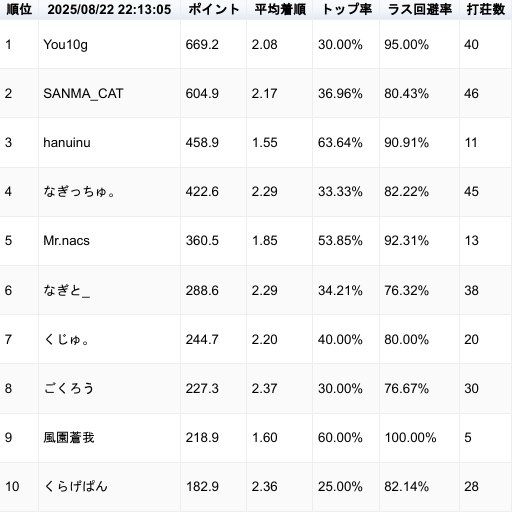 順位 2025/08/22 22:13:05 ポイント 平均着順 トップ率 ラス回避率 打荘数
1 You10g 669.2 2.08 30.00% 95.00% 40
2 SANMA_CAT 604.9 2.17 36.96% 80.43% 46
3 hanuinu 458.9 1.55 63.64% 90.91% 11
4 なぎっちゅ。 422.6 2.29 33.33% 82.22% 45
5 Mr.nacs 360.5 1.85 53.85% 92.31% 13
6 なぎと_ 288.6 2.29 34.21% 76.32% 38
7 くじゅ。 244.7 2.20 40.00% 80.00% 20
8 ごくろう 227.3 2.37 30.00% 76.67% 30
9 風園蒼我 218.9 1.60 60.00% 100.00% 5
10 くらげぱん 182.9 2.36 25.00% 82.14% 28